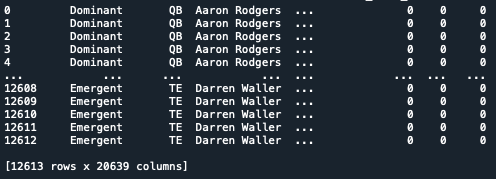 0 Dominant QB Aaron Rodgers ... 0 0 0
1 Dominant QB Aaron Rodgers ... 0 0 0
2 Dominant QB Aaron Rodgers ... 0 0 0
3 Dominant QB Aaron Rodgers ... 0 0 0
4 Dominant QB Aaron Rodgers ... 0 0 0
... ... ... ... ... ... ... ...
12608 Emergent TE Darren Waller ... 0 0 0
12609 Emergent TE Darren Waller ... 0 0 0
12610 Emergent TE Darren Waller ... 0 0 0
12611 Emergent TE Darren Waller ... 0 0 0
12612 Emergent TE Darren Waller ... 0 0 0
[12613 rows x 20639 columns]